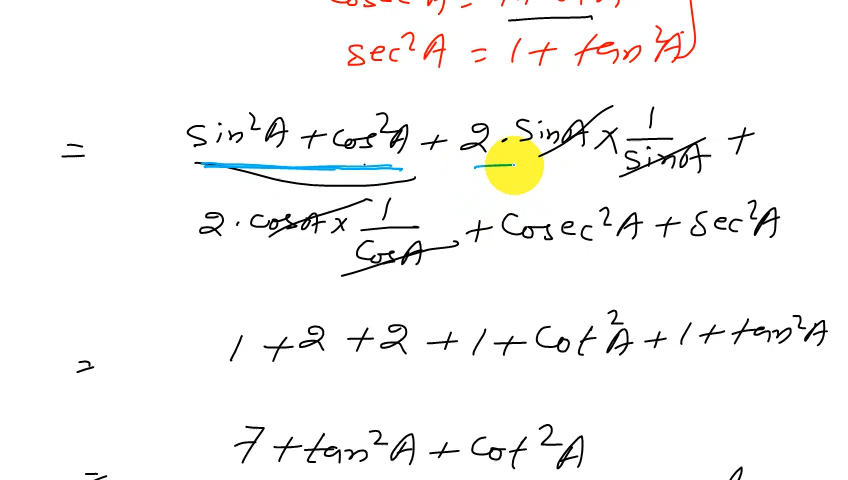 sec²A = 1 + tan²A
= sin²A + cos²A + 2 · sinA × 1/sinA +
2 · cosA × 1/cosA + cosec²A + sec²A
= 1 + 2 + 2 + 1 + cot²A + 1 + tan²A
= 7 + tan²A + cot²A